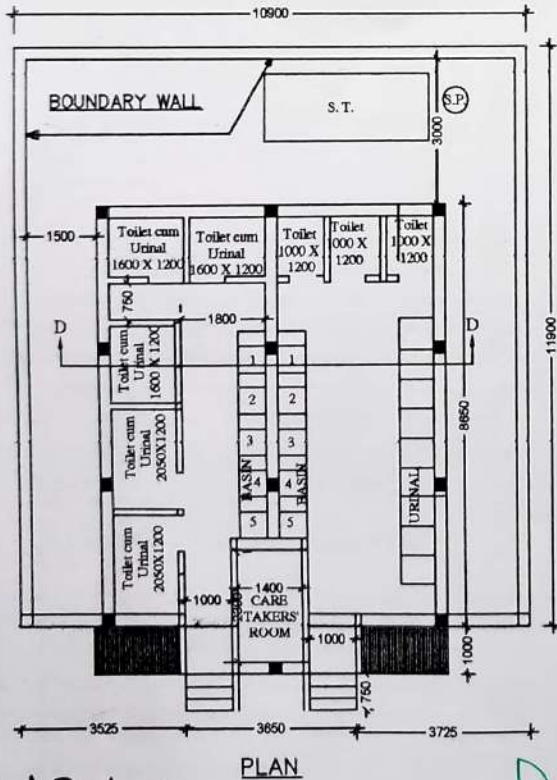 10900
BOUNDARY WALL
S. T.
S.P.
3000
1500
Toilet cum
Urinal
1600 X 1200
Toilet cum
Urinal
1600 X 1200
Toilet
1000 X
1200
Toilet
1000 X
1200
Toilet
1000 X
1200
750
1800
D
D
11900
8650
Toilet cum
Urinal
1600 X 1200
Toilet cum
Urinal
2050X1200
Toilet cum
Urinal
2050X1200
1
2
3
4
5
BASIN
1
2
3
4
5
BASIN
URINAL
1000
1400
CARE
TAKERS'
ROOM
1000
1000
750
3525
3650
3725
PLAN